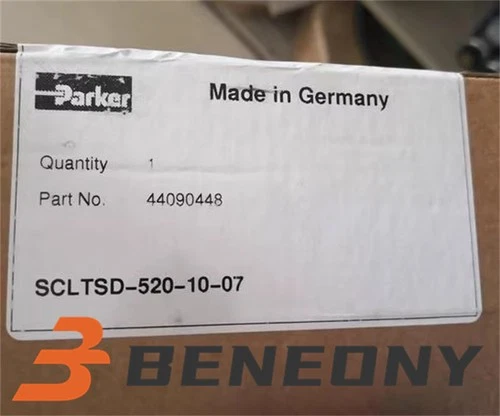 Parker
Made in Germany
Quantity 1
Part No. 44090448
SCLTSD-520-10-07
BENEONY